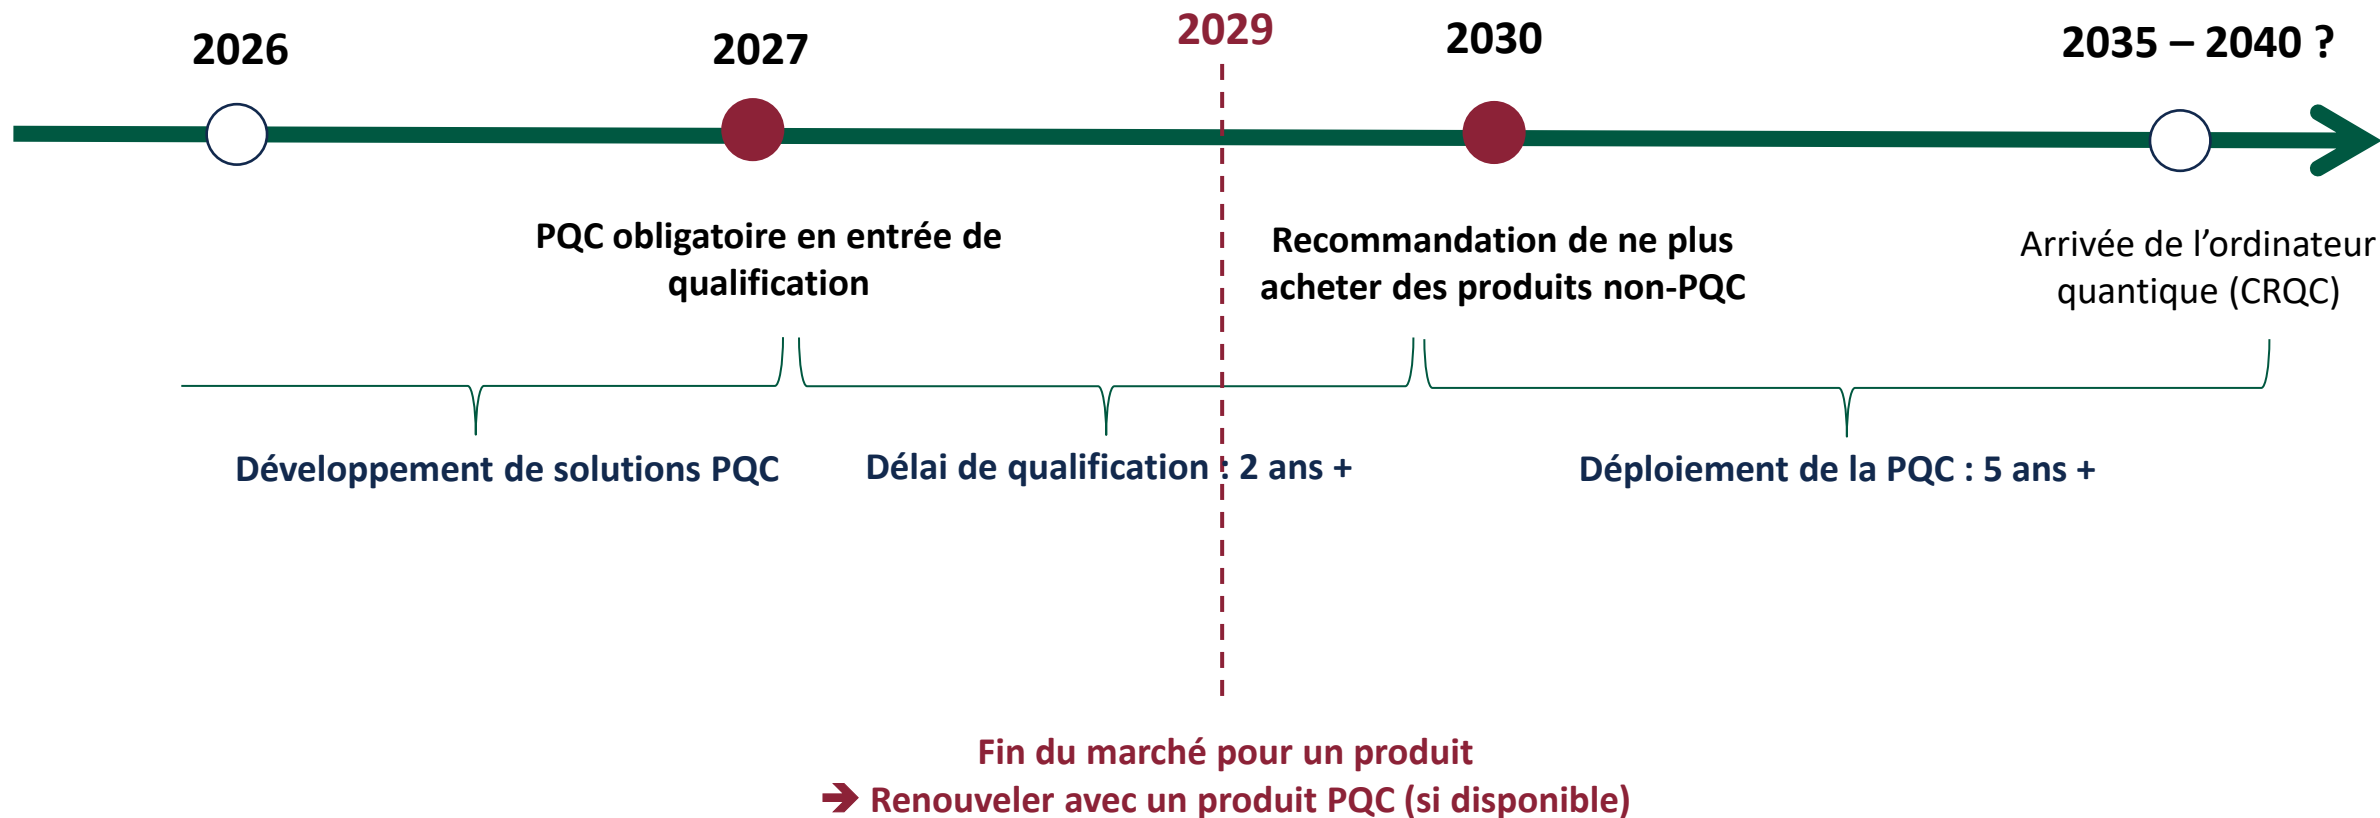 2026
2027
2029
2030
2035 – 2040 ?
PQC obligatoire en entrée de
qualification
Recommandation de ne plus
acheter des produits non-PQC
Arrivée de l’ordinateur
quantique (CRQC)
Développement de solutions PQC
Délai de qualification : 2 ans +
Déploiement de la PQC : 5 ans +
Fin du marché pour un produit
➔ Renouveler avec un produit PQC (si disponible)